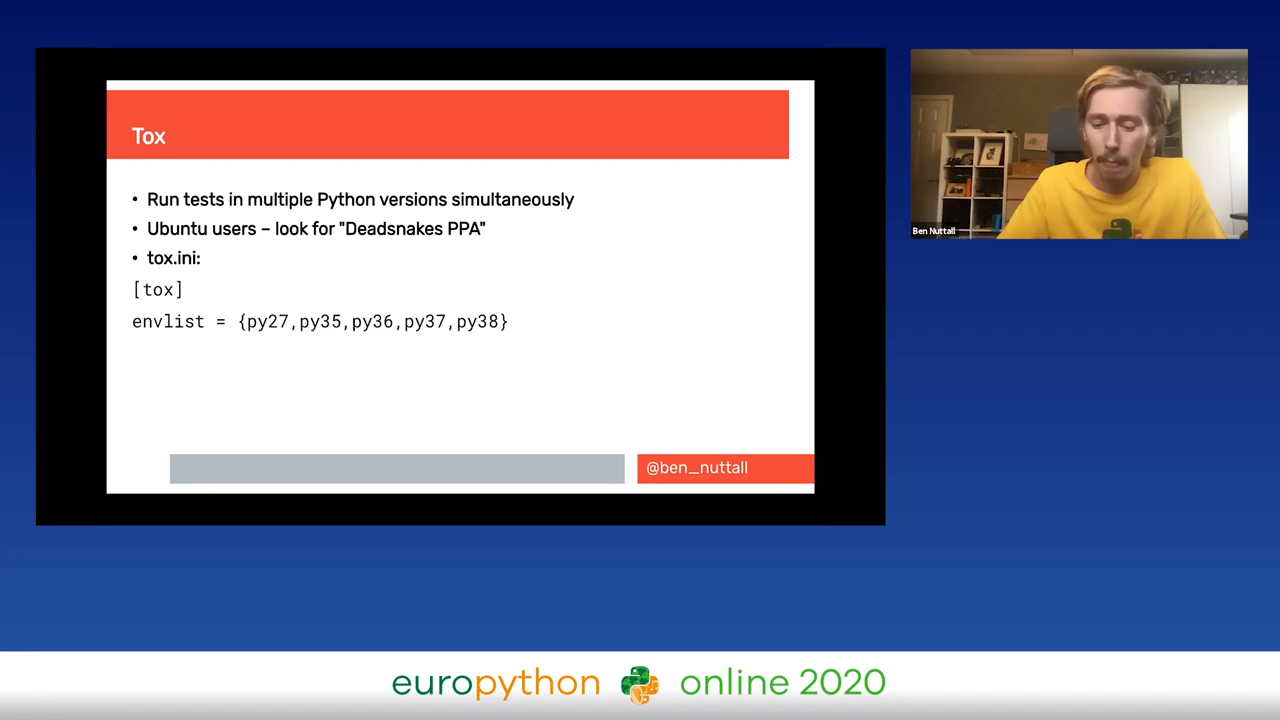 Tox
• Run tests in multiple Python versions simultaneously
• Ubuntu users – look for "Deadsnakes PPA"
• tox.ini:
[tox]
envlist = {py27,py35,py36,py37,py38}
@ben_nuttall
Ben Nuttall
europython online 2020